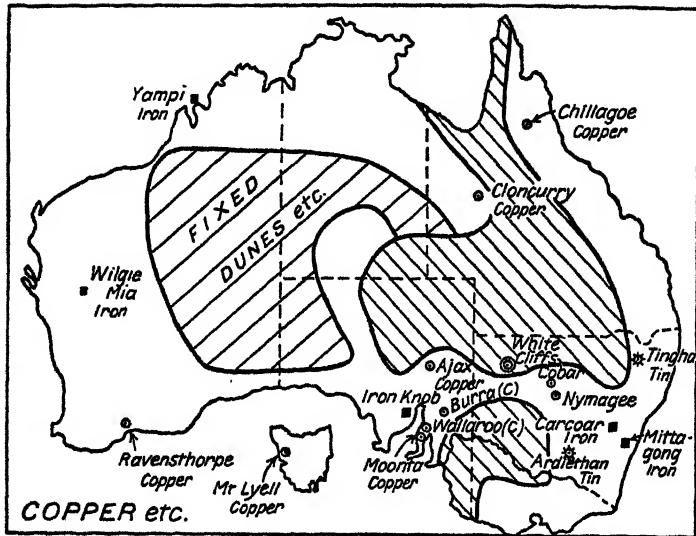 Yampi
Iron
Chillagoe
Copper
Cloncurry
Copper
FIXED
DUNES etc.
Wilgie
Mia
Iron
White
Cliffs
Tingha
Tin
Ajax
Copper
Cobar
Nymagee
Iron Knob
Burra (C)
Wallaroo (C)
Carcoar
Iron
Mitta-
gong
Iron
Moonta
Copper
Ardlethan
Tin
Ravensthorpe
Copper
Mt Lyell
Copper
COPPER etc.